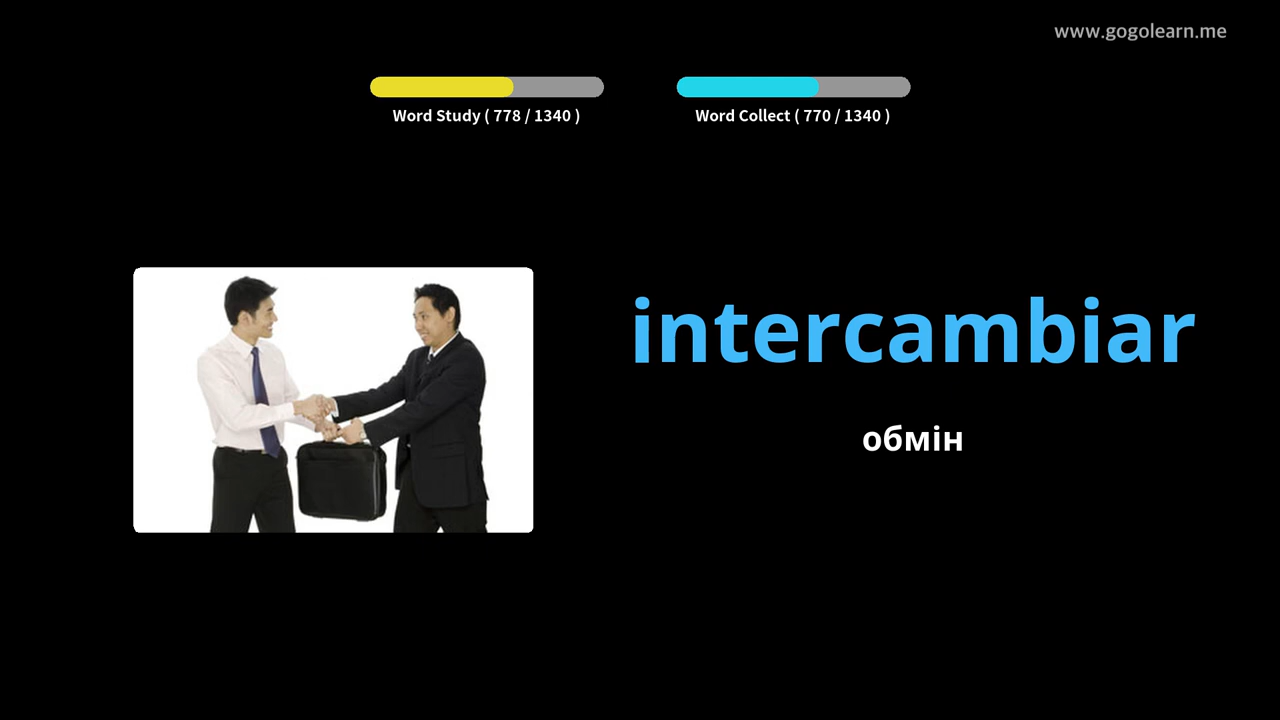 www.gogolearn.me
Word Study ( 778 / 1340 )
Word Collect ( 770 / 1340 )
intercambiar
обмін